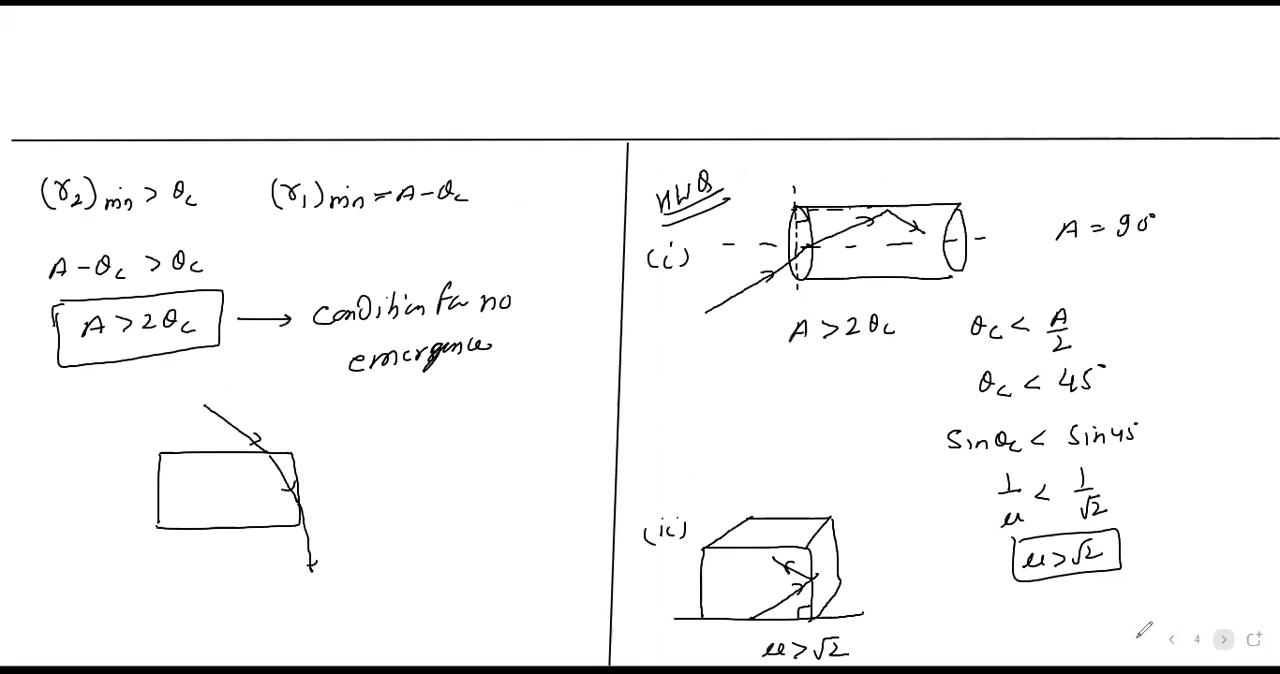 (r₂)min > θc (r₁)min = A-θc
A-θc > θc
A > 2θc → condition for no
emergence
HWQ
(i)
A = 90°
A > 2θc θc < A/2
θc < 45°
Sinθc < Sin45°
1/μ < 1/√2
μ > √2
(ii)
μ > √2
4